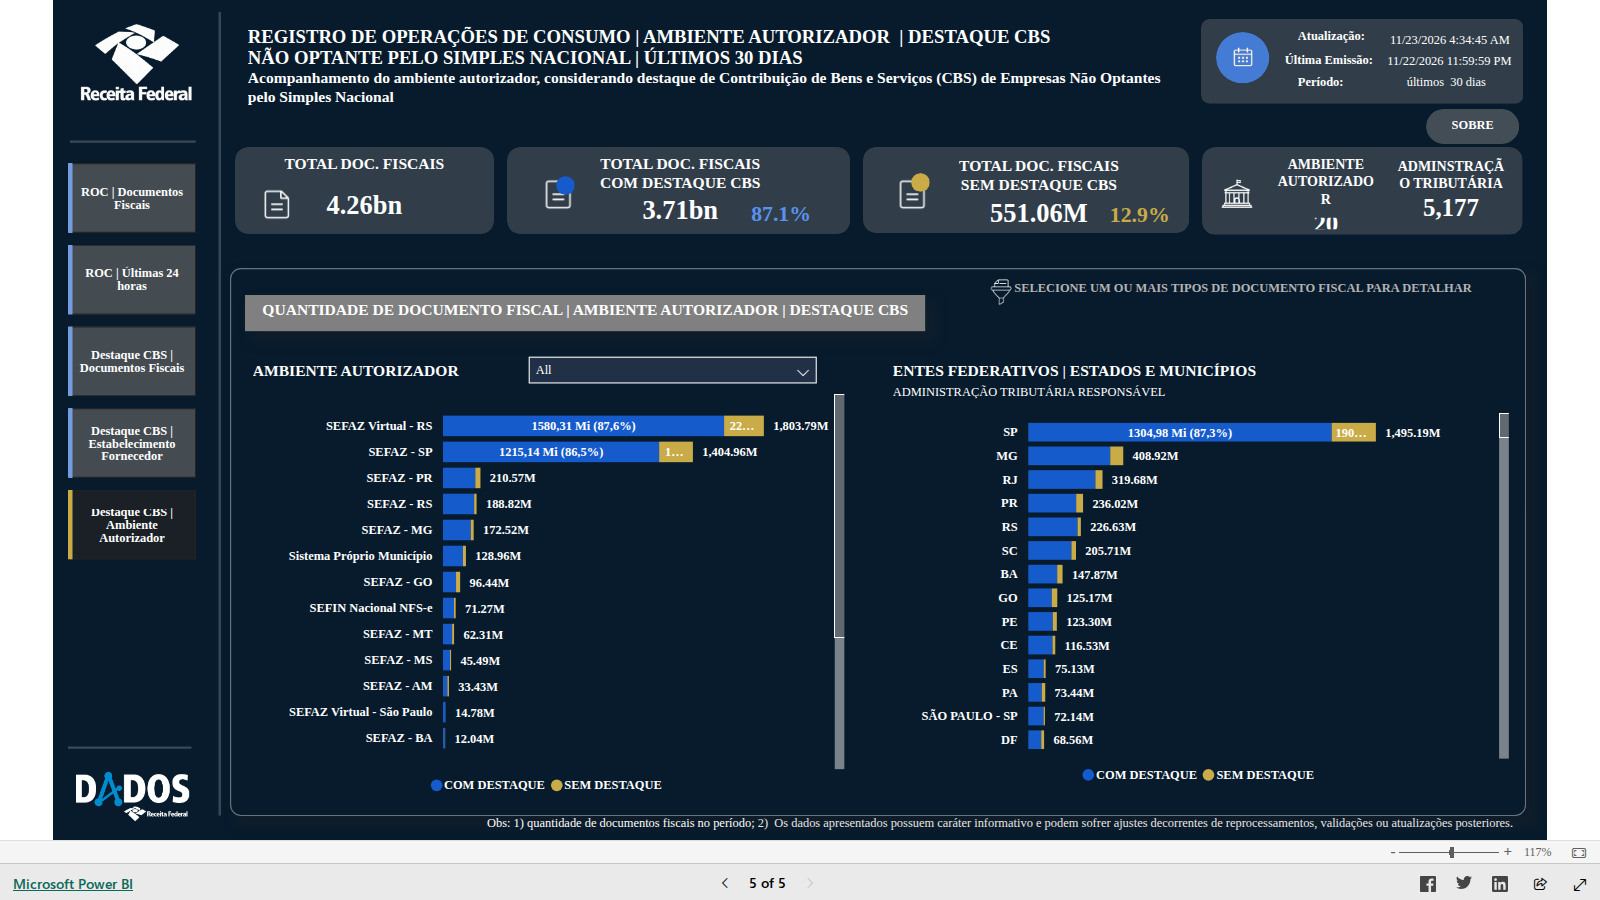 Receita Federal
REGISTRO DE OPERAÇÕES DE CONSUMO | AMBIENTE AUTORIZADOR | DESTAQUE CBS
NÃO OPTANTE PELO SIMPLES NACIONAL | ÚLTIMOS 30 DIAS
Acompanhamento do ambiente autorizador, considerando destaque de Contribuição de Bens e Serviços (CBS) de Empresas Não Optantes
pelo Simples Nacional
Atualização: 11/23/2026 4:34:45 AM
Última Emissão: 11/22/2026 11:59:59 PM
Período: últimos 30 dias
SOBRE
ROC | Documentos
Fiscais
ROC | Últimas 24
horas
Destaque CBS |
Documentos Fiscais
Destaque CBS |
Estabelecimento
Fornecedor
Destaque CBS |
Ambiente
Autorizador
TOTAL DOC. FISCAIS
4.26bn
TOTAL DOC. FISCAIS
COM DESTAQUE CBS
3.71bn 87.1%
TOTAL DOC. FISCAIS
SEM DESTAQUE CBS
551.06M 12.9%
AMBIENTE
AUTORIZADO
R
20
ADMINSTRAÇÃ
O TRIBUTÁRIA
5,177
QUANTIDADE DE DOCUMENTO FISCAL | AMBIENTE AUTORIZADOR | DESTAQUE CBS
SELECIONE UM OU MAIS TIPOS DE DOCUMENTO FISCAL PARA DETALHAR
AMBIENTE AUTORIZADOR
All
SEFAZ Virtual - RS 1580,31 Mi (87,6%) 22… 1,803.79M
SEFAZ - SP 1215,14 Mi (86,5%) 1… 1,404.96M
SEFAZ - PR 210.57M
SEFAZ - RS 188.82M
SEFAZ - MG 172.52M
Sistema Próprio Município 128.96M
SEFAZ - GO 96.44M
SEFIN Nacional NFS-e 71.27M
SEFAZ - MT 62.31M
SEFAZ - MS 45.49M
SEFAZ - AM 33.43M
SEFAZ Virtual - São Paulo 14.78M
SEFAZ - BA 12.04M
COM DESTAQUE SEM DESTAQUE
ENTES FEDERATIVOS | ESTADOS E MUNICÍPIOS
ADMINISTRAÇÃO TRIBUTÁRIA RESPONSÁVEL
SP 1304,98 Mi (87,3%) 190… 1,495.19M
MG 408.92M
RJ 319.68M
PR 236.02M
RS 226.63M
SC 205.71M
BA 147.87M
GO 125.17M
PE 123.30M
CE 116.53M
ES 75.13M
PA 73.44M
SÃO PAULO - SP 72.14M
DF 68.56M
COM DESTAQUE SEM DESTAQUE
DADOS
Receita Federal
Obs: 1) quantidade de documentos fiscais no período; 2) Os dados apresentados possuem caráter informativo e podem sofrer ajustes decorrentes de reprocessamentos, validações ou atualizações posteriores.
- + 117%
Microsoft Power BI
5 of 5